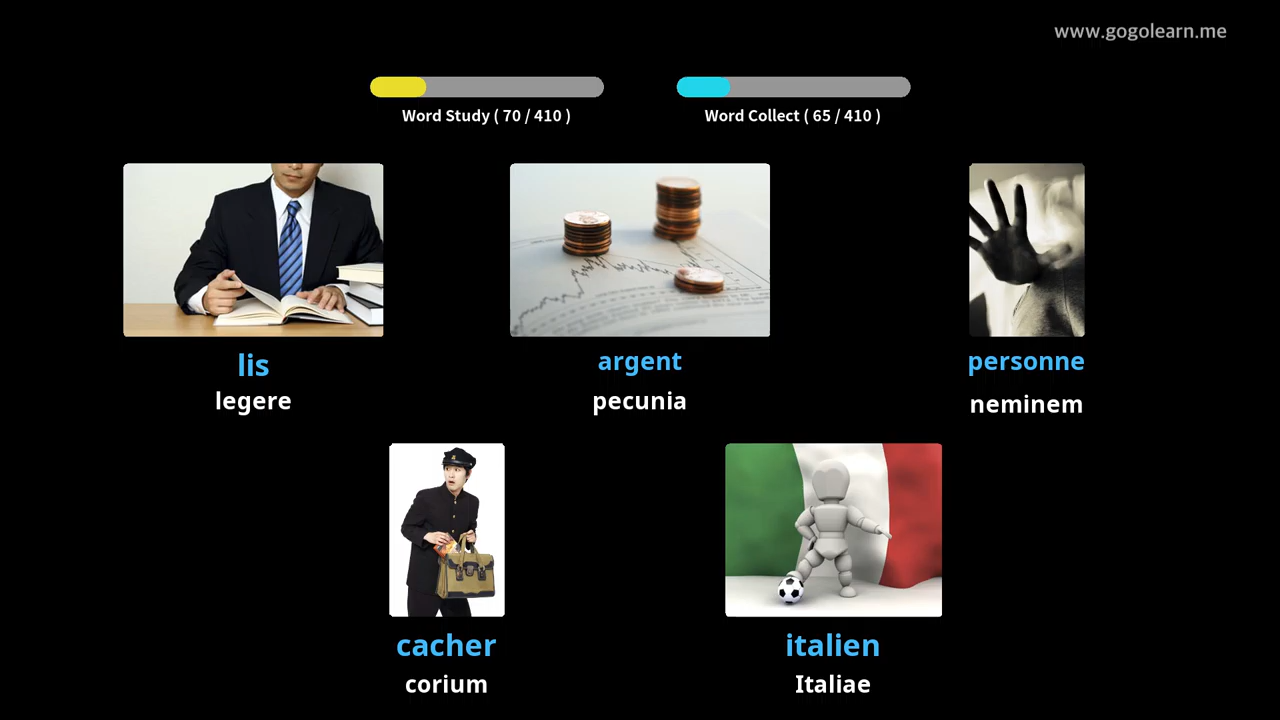 www.gogolearn.me
Word Study ( 70 / 410 )
Word Collect ( 65 / 410 )
lis
legere
argent
pecunia
personne
neminem
cacher
corium
italien
Italiae